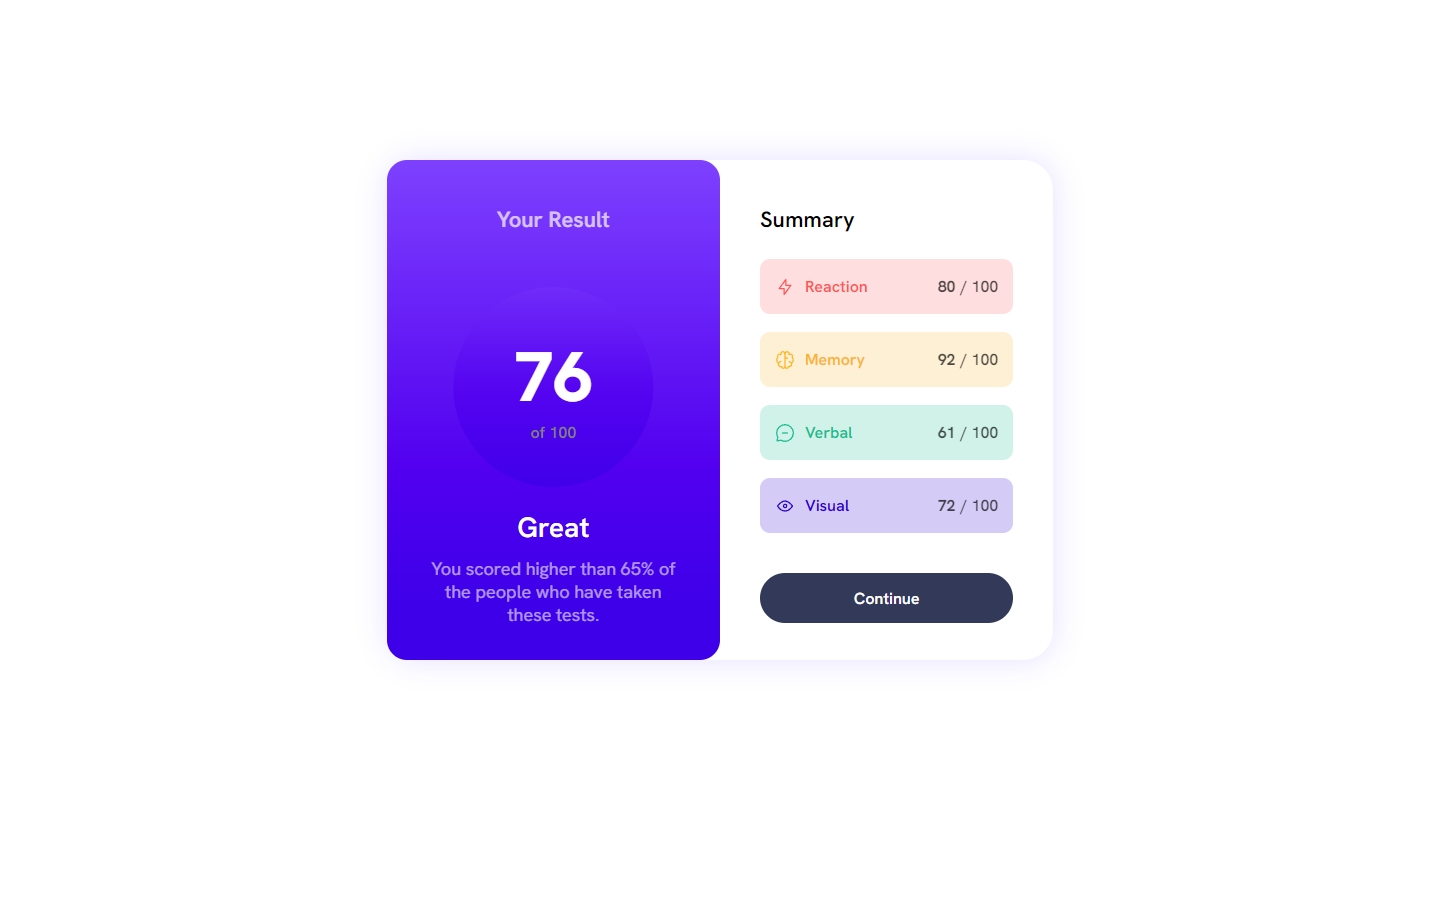 Your Result
76
of 100
Great
You scored higher than 65% of
the people who have taken
these tests.
Summary
Reaction 80 / 100
Memory 92 / 100
Verbal 61 / 100
Visual 72 / 100
Continue